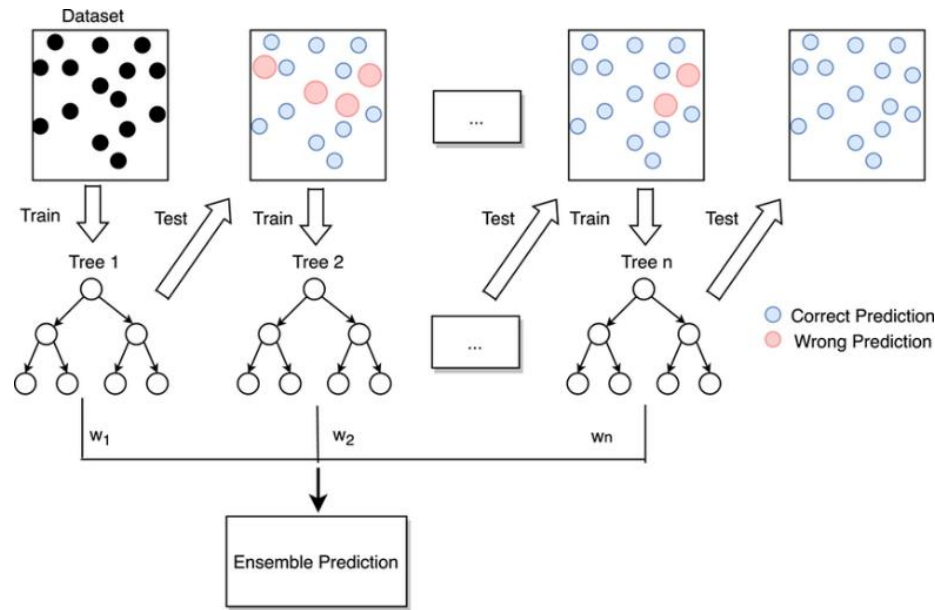 Dataset
...
Train
Test
Train
Test
Train
Test
Tree 1
Tree 2
Tree n
...
Correct Prediction
Wrong Prediction
w1
w2
wn
Ensemble Prediction